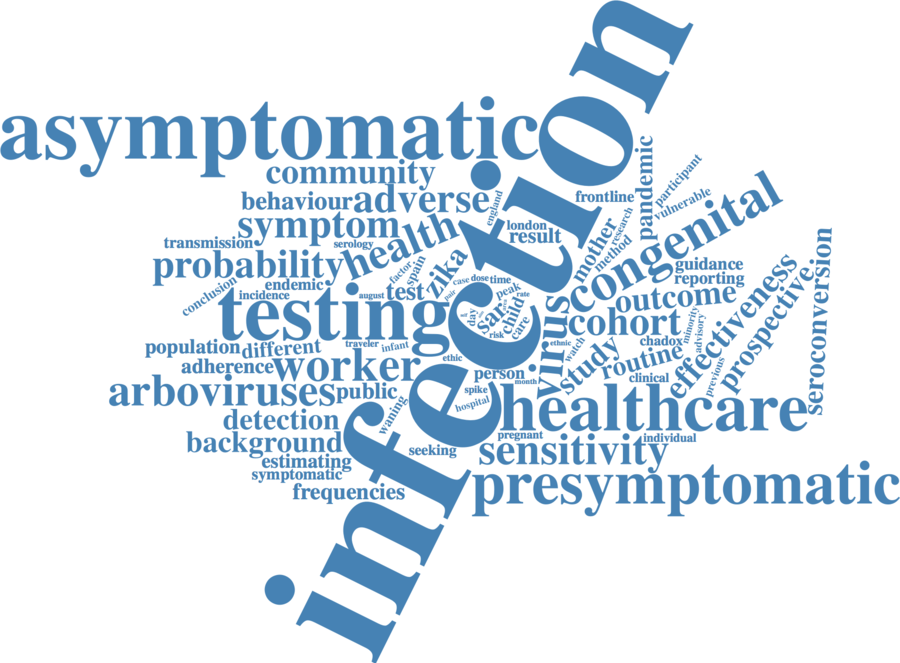 infection
asymptomatic
community
behaviour
adverse
england
frontline
pandemic
participant
vulnerable
symptom
health
london
result
mother
research
method
congenital
transmission
serology
probability
factor
spain
zika
case
dose
time
guidance
reporting
conclusion
endemic
incidence
august
test
pair
peak
rate
outcome
effectiveness
prospective
seroconversion
testing
day
sars
child
care
risk
virus
cohort
minority
advisory
population
different
traveler
infant
ethnic
watch
study
chadox
routine
clinical
previous
adherence
worker
ethic
person
month
arboviruses
public
waning
spike
hospital
healthcare
detection
background
seeking
pregnant
sensitivity
individual
estimating
symptomatic
frequencies
presymptomatic